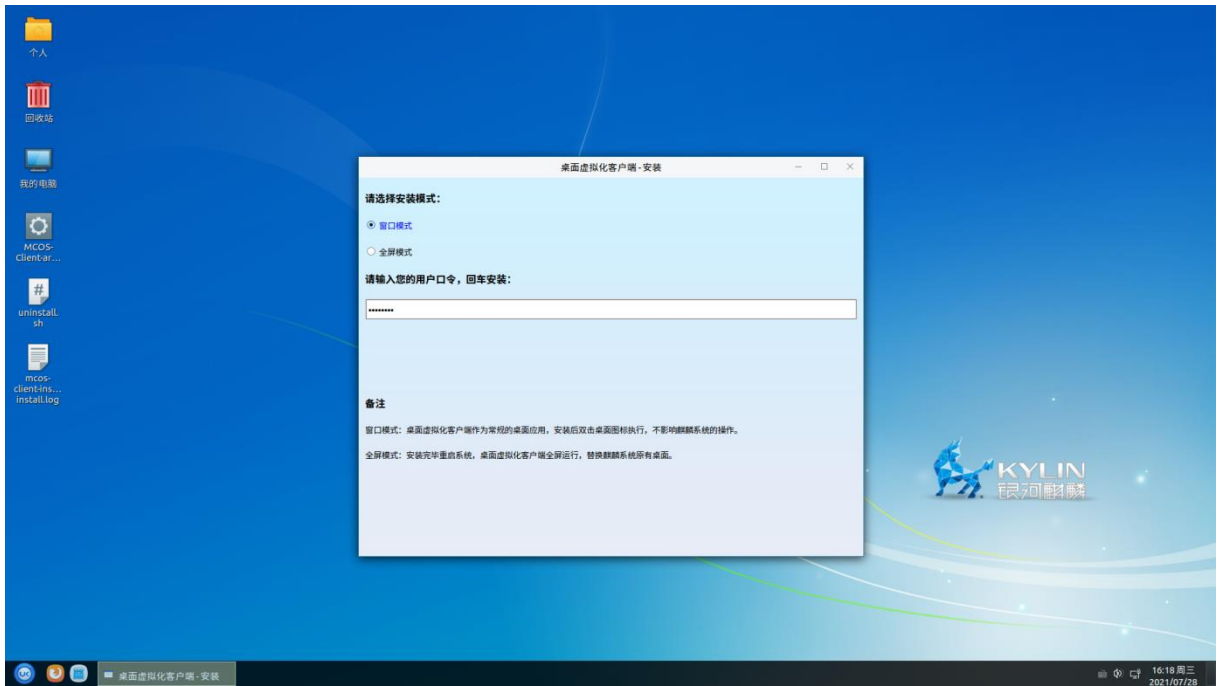 个人
回收站
我的电脑
MCOS-
Client-ar...
#
uninstall.
sh
mcos-
client-ins...
install.log
桌面虚拟化客户端-安装
请选择安装模式：
窗口模式
全屏模式
请输入您的用户口令，回车安装：
••••••••
备注
窗口模式：桌面虚拟化客户端作为常规的桌面应用，安装后双击桌面图标执行，不影响麒麟系统的操作。
全屏模式：安装完毕重启系统，桌面虚拟化客户端全屏运行，替换麒麟系统原有桌面。
KYLIN
银河麒麟
桌面虚拟化客户端-安装
16:18 周三
2021/07/28